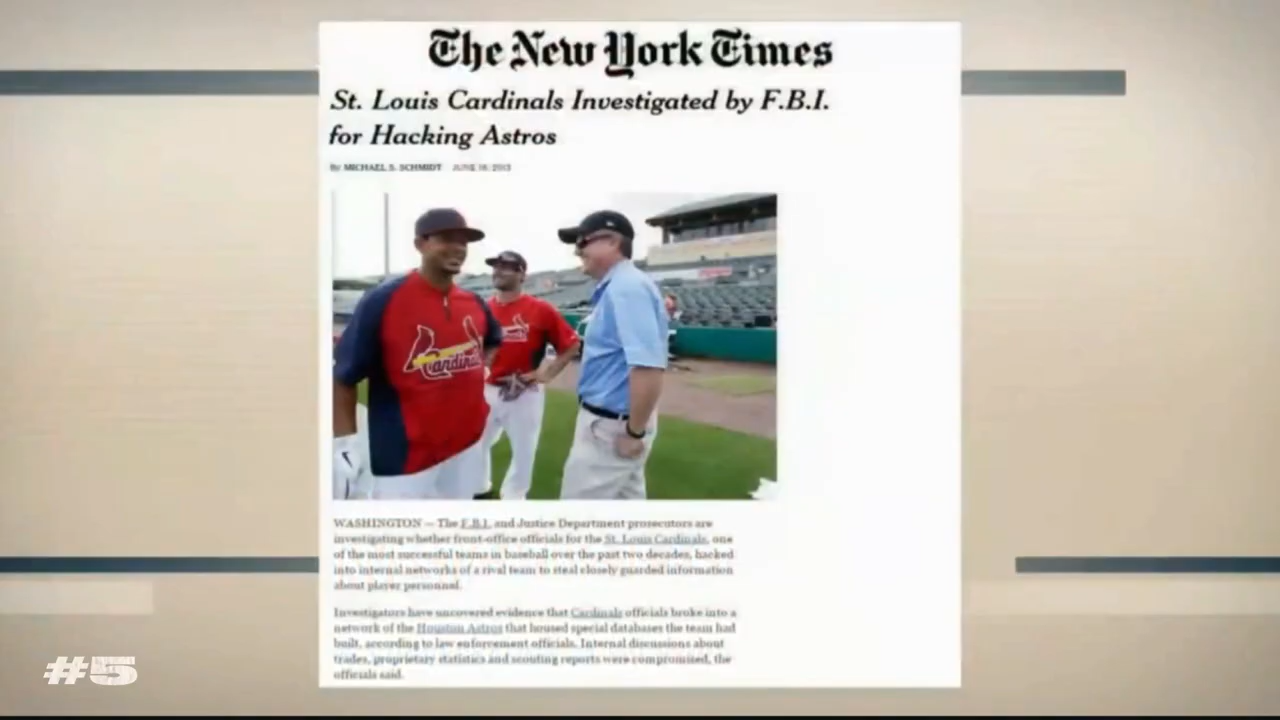 The New York Times
St. Louis Cardinals Investigated by F.B.I.
for Hacking Astros
By MICHAEL S. SCHMIDT JUNE 16, 2015
Cardinals
Cardinals
WASHINGTON — The F.B.I. and Justice Department prosecutors are
investigating whether front-office officials for the St. Louis Cardinals, one
of the most successful teams in baseball over the past two decades, hacked
into internal networks of a rival team to steal closely guarded information
about player personnel.
Investigators have uncovered evidence that Cardinals officials broke into a
network of the Houston Astros that housed special databases the team had
built, according to law enforcement officials. Internal discussions about
trades, proprietary statistics and scouting reports were compromised, the
officials said.
#5